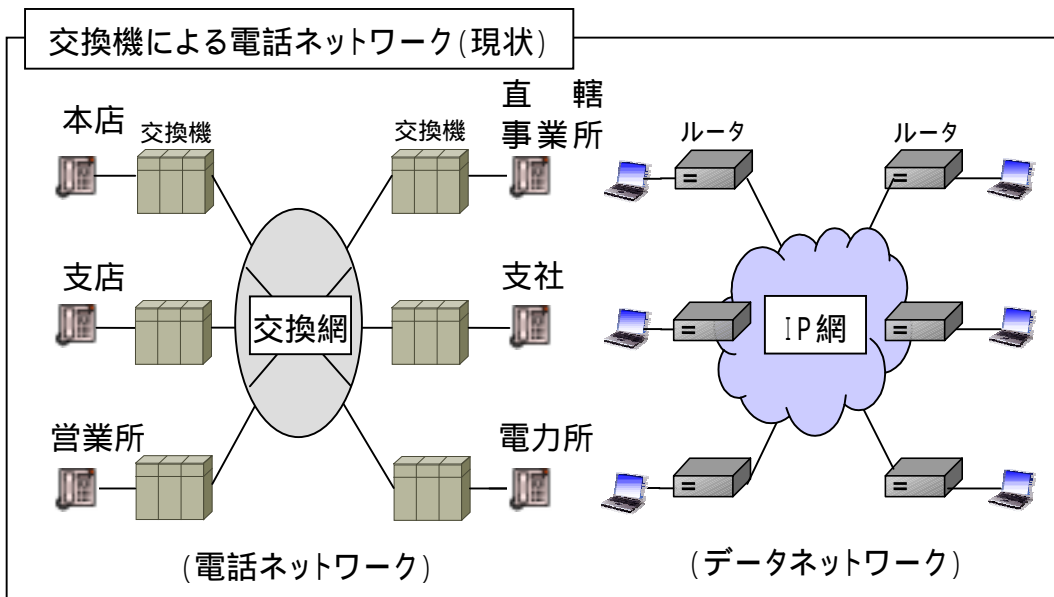 交換機による電話ネットワーク(現状)
本店
交換機
交換機
直轄
事業所
ルータ
ルータ
支店
交換網
支社
IP網
営業所
電力所
(電話ネットワーク)
(データネットワーク)